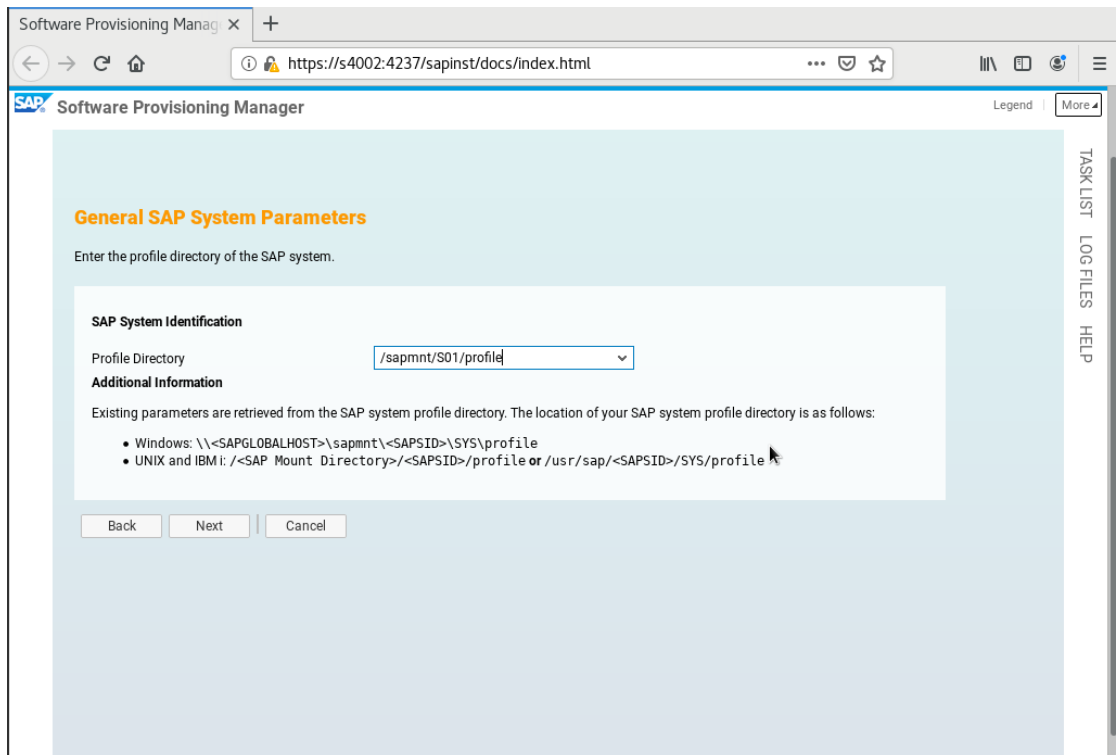 Software Provisioning Manag
https://s4002:4237/sapinst/docs/index.html
SAP Software Provisioning Manager
Legend
More
TASK LIST
LOG FILES
HELP
General SAP System Parameters
Enter the profile directory of the SAP system.
SAP System Identification
Profile Directory
/sapmnt/S01/profile
Additional Information
Existing parameters are retrieved from the SAP system profile directory. The location of your SAP system profile directory is as follows:
• Windows: \\<SAPGLOBALHOST>\sapmnt\<SAPSID>\SYS\profile
• UNIX and IBM i: /<SAP Mount Directory>/<SAPSID>/profile or /usr/sap/<SAPSID>/SYS/profile
Back
Next
Cancel